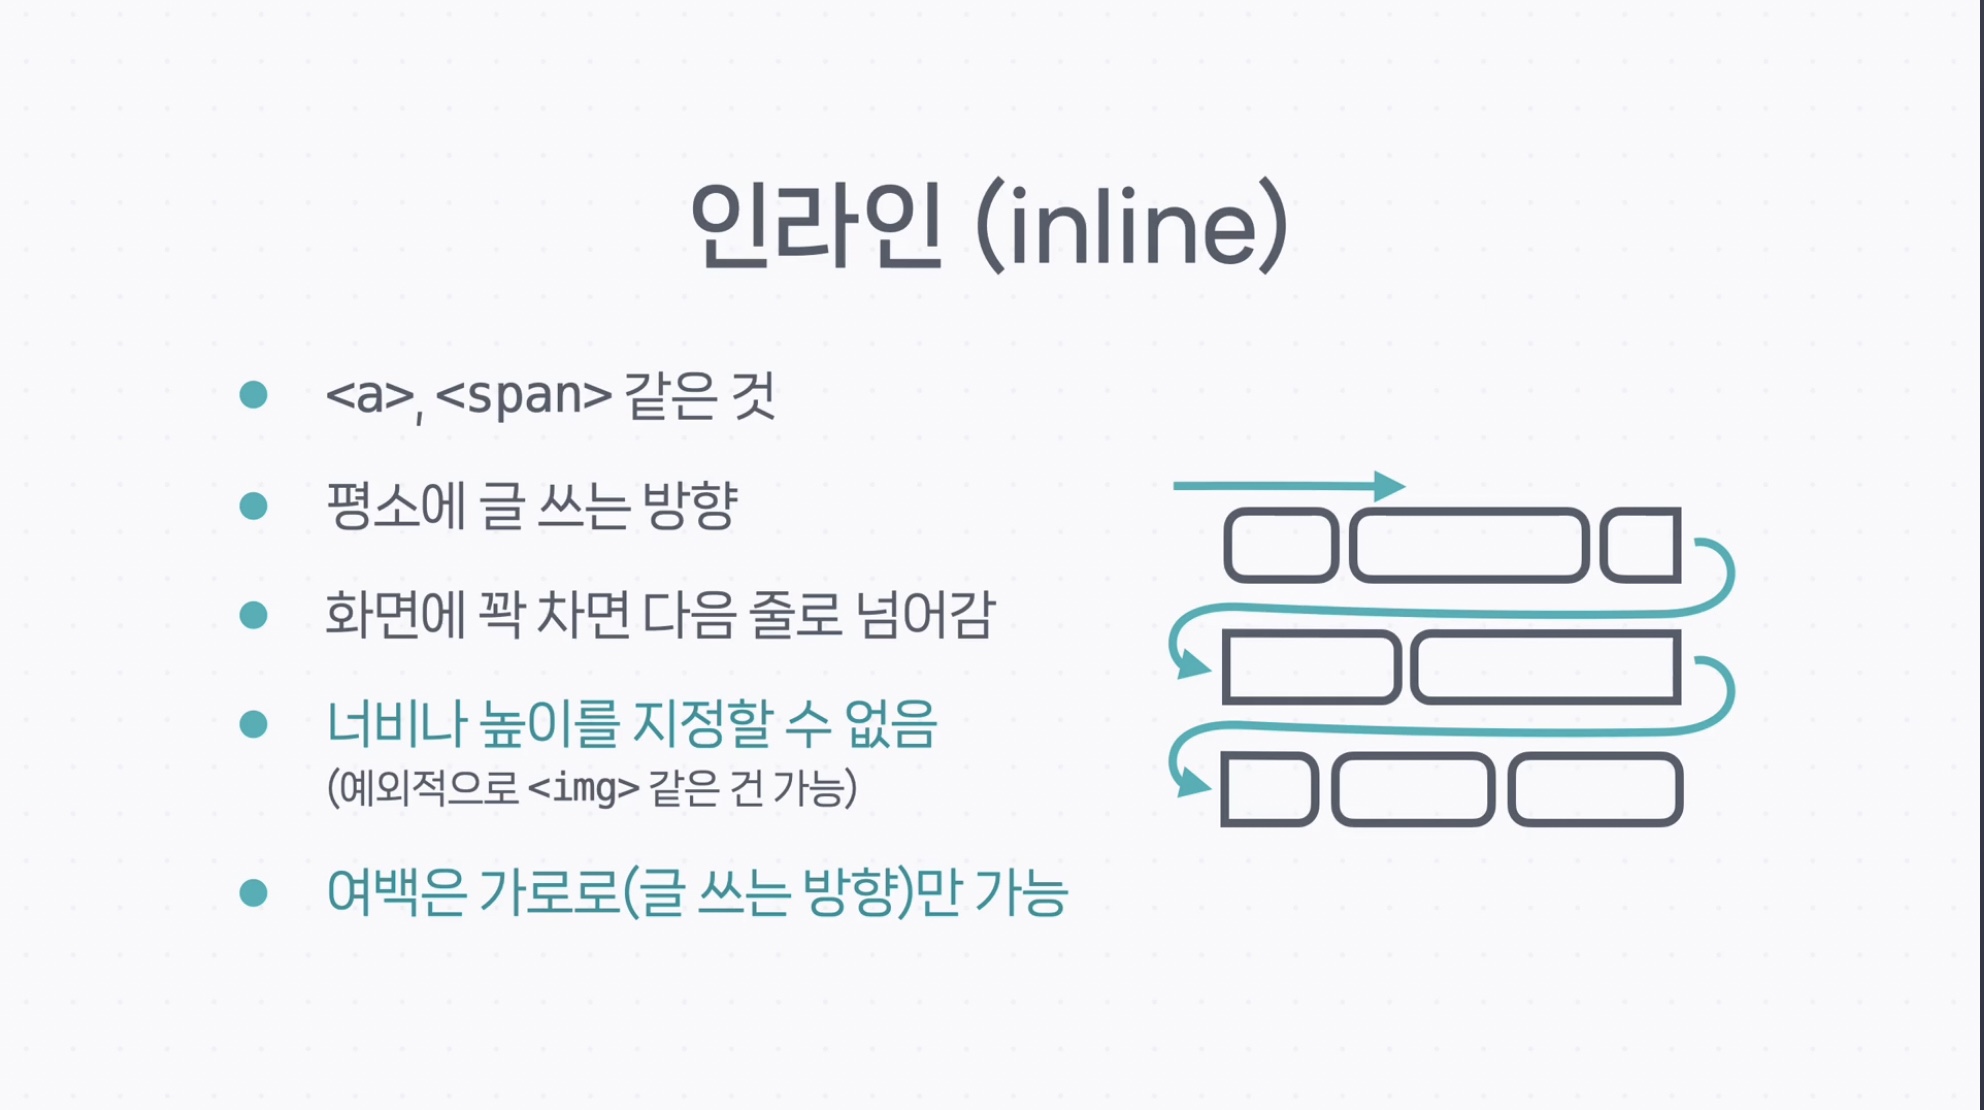 인라인 (inline)
<a>, <span> 같은 것
평소에 글 쓰는 방향
화면에 꽉 차면 다음 줄로 넘어감
너비나 높이를 지정할 수 없음
(예외적으로 <img> 같은 건 가능)
여백은 가로로(글 쓰는 방향)만 가능